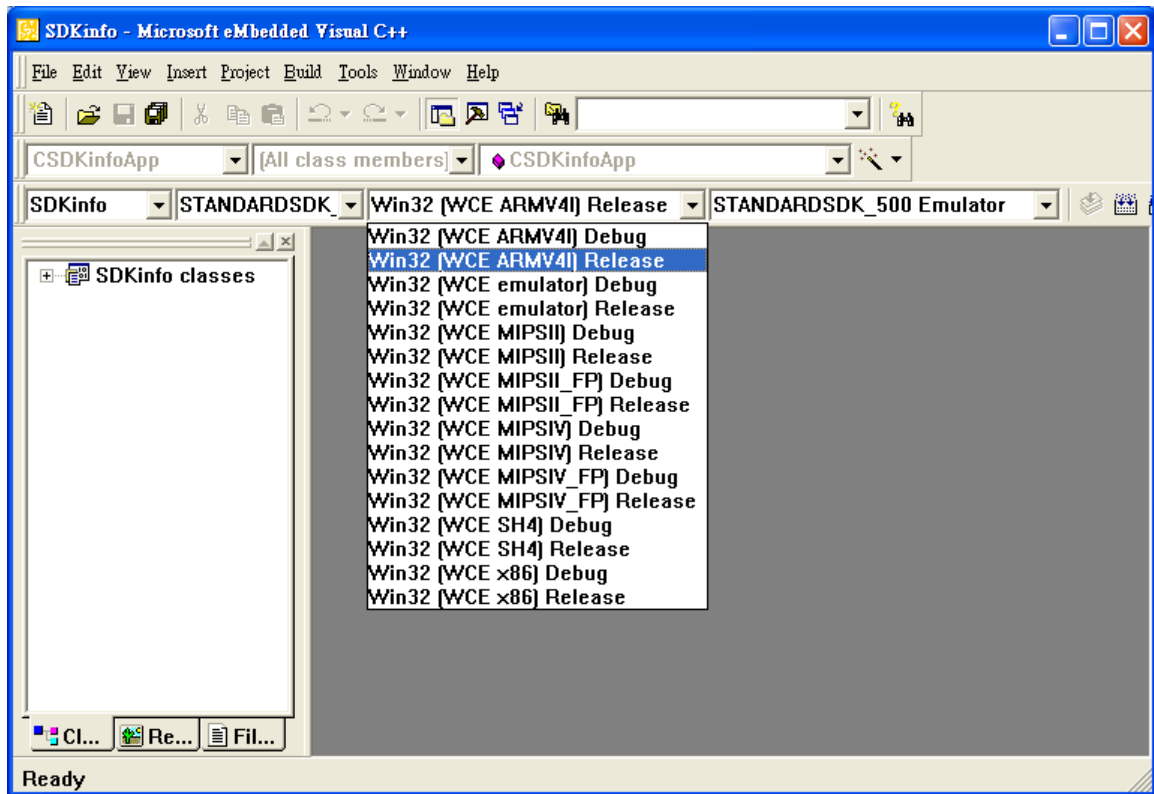 SDKinfo - Microsoft eMbedded Visual C++
File Edit View Insert Project Build Tools Window Help
CSDKinfoApp [All class members] CSDKinfoApp
SDKinfo STANDARDSDK_ Win32 (WCE ARMV4I) Release STANDARDSDK_500 Emulator
Win32 (WCE ARMV4I) Debug
Win32 (WCE ARMV4I) Release
SDKinfo classes
Win32 (WCE emulator) Debug
Win32 (WCE emulator) Release
Win32 (WCE MIPSII) Debug
Win32 (WCE MIPSII) Release
Win32 (WCE MIPSII_FP) Debug
Win32 (WCE MIPSII_FP) Release
Win32 (WCE MIPSIV) Debug
Win32 (WCE MIPSIV) Release
Win32 (WCE MIPSIV_FP) Debug
Win32 (WCE MIPSIV_FP) Release
Win32 (WCE SH4) Debug
Win32 (WCE SH4) Release
Win32 (WCE x86) Debug
Win32 (WCE x86) Release
Cl... Re... Fil...
Ready